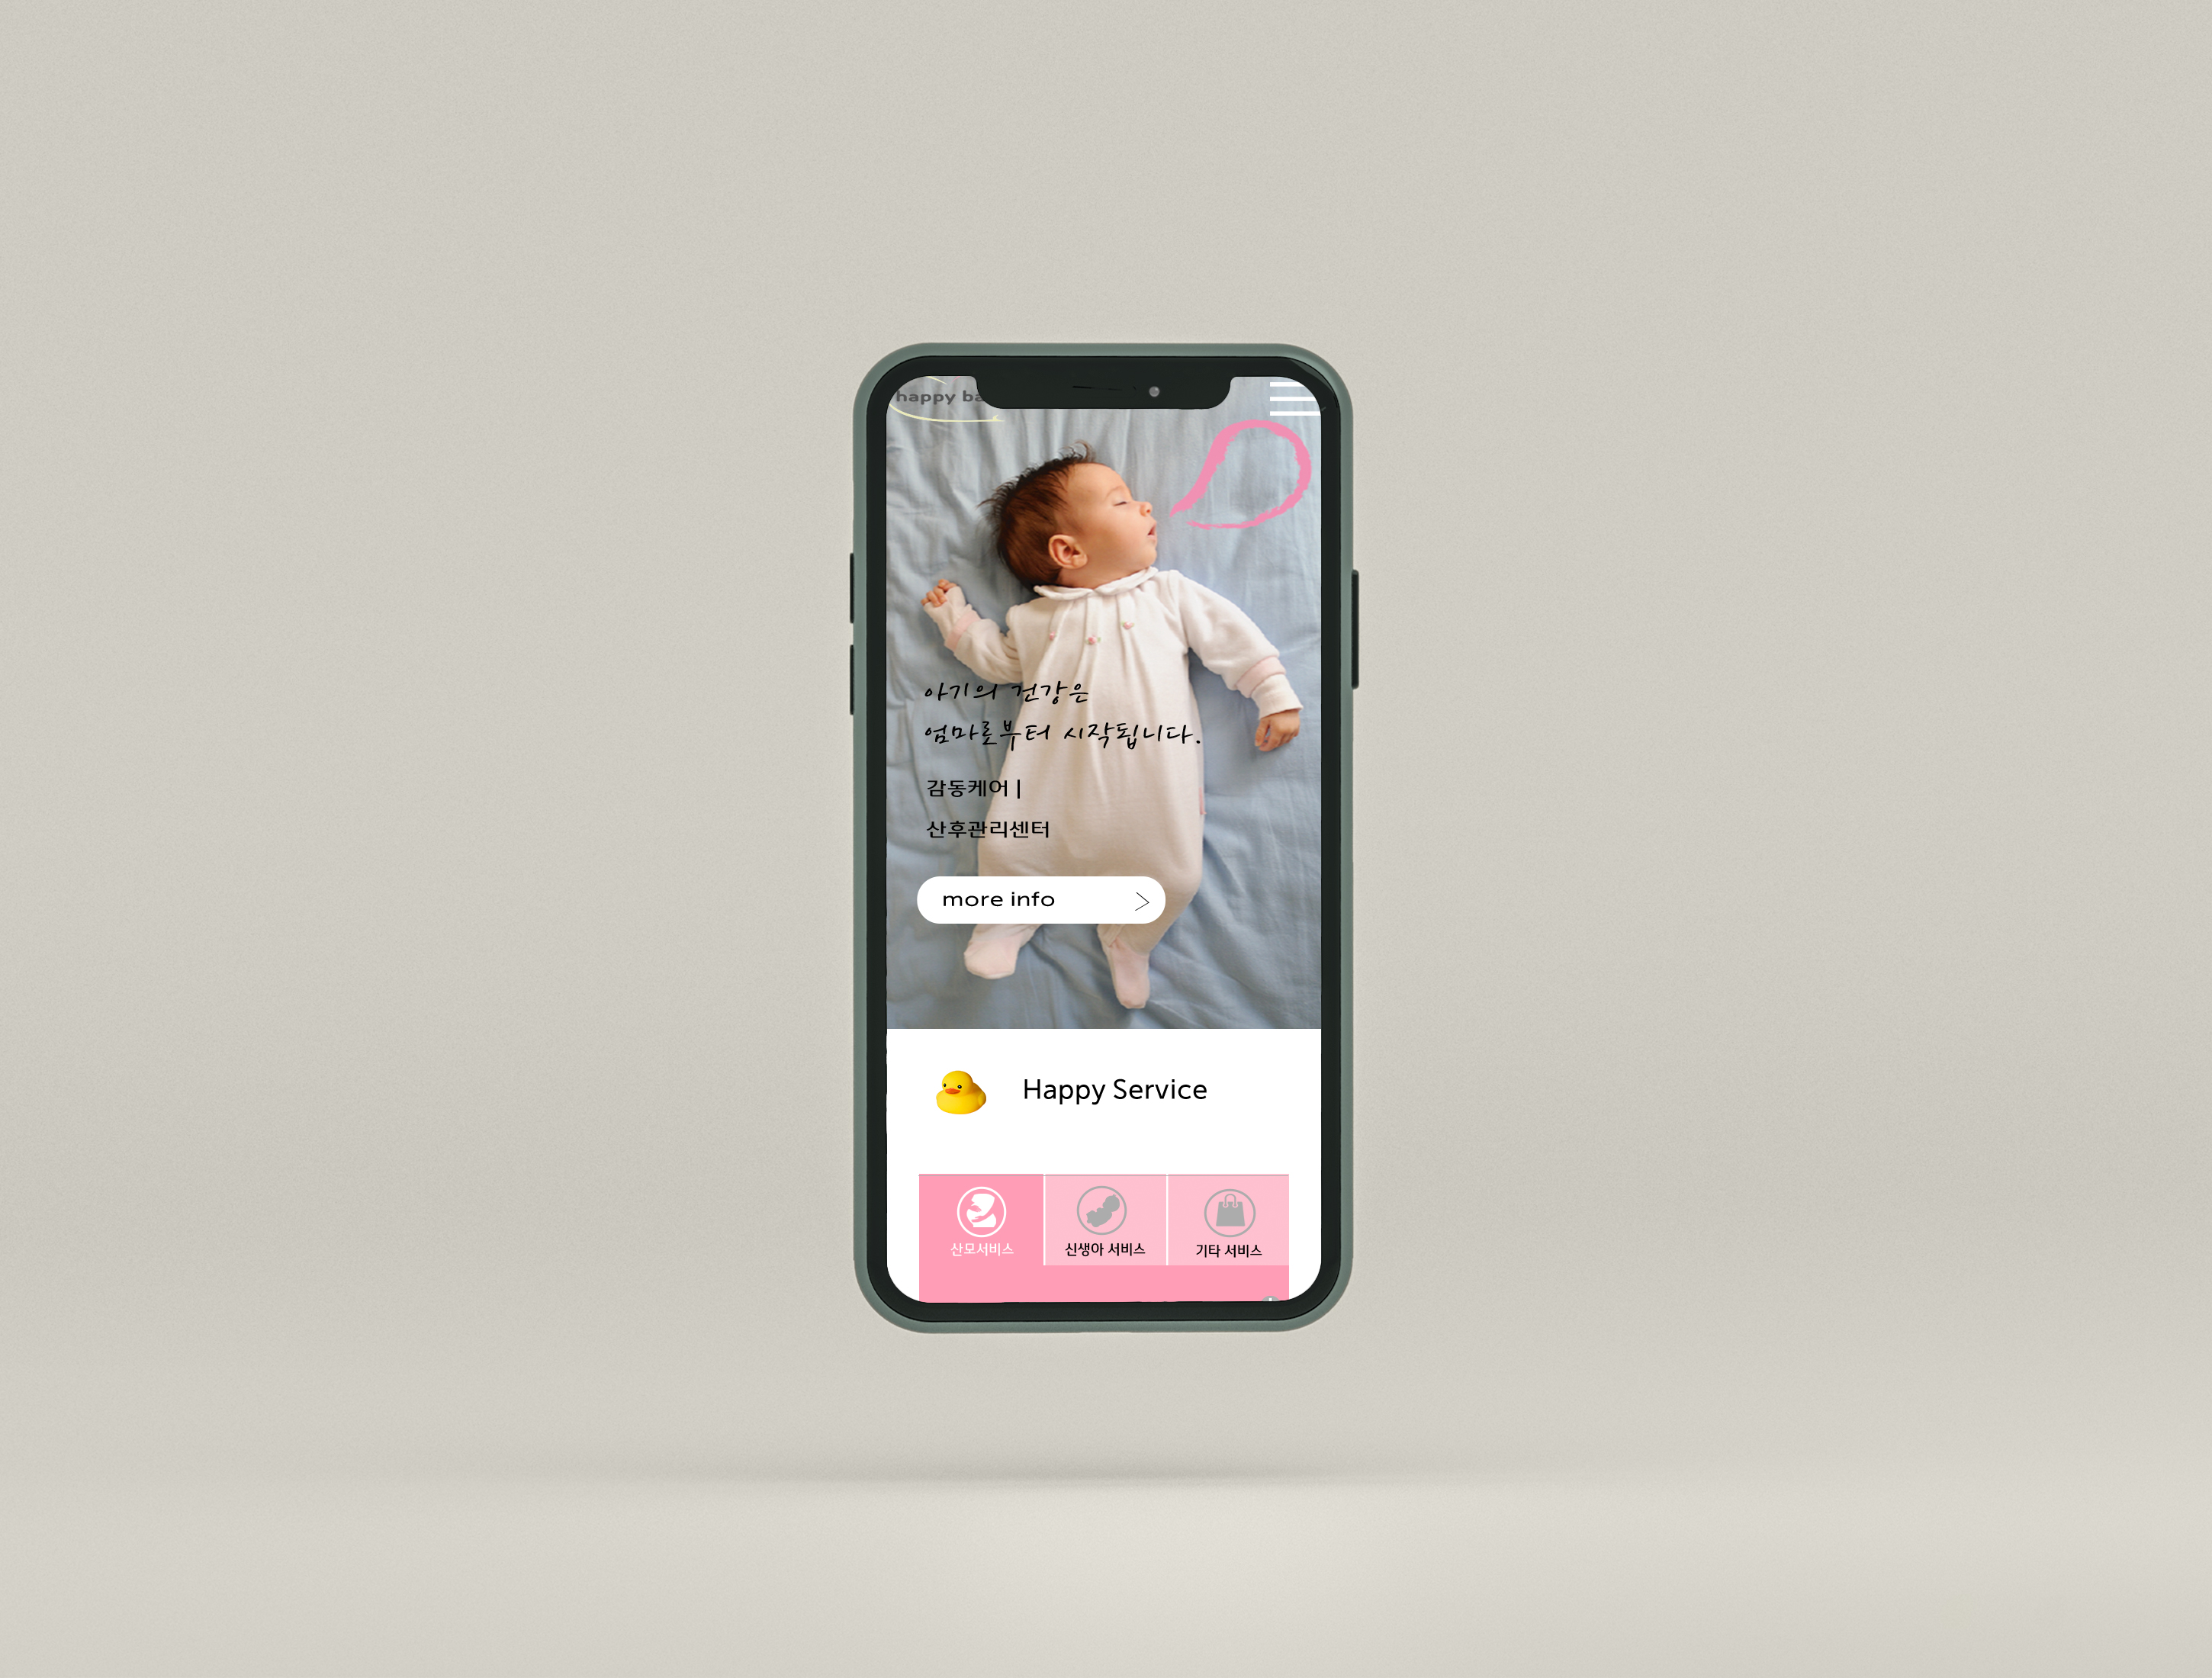 happy ba
아기의 건강은
엄마로부터 시작됩니다.
감동케어 |
산후관리센터
more info
Happy Service
산모서비스
신생아 서비스
기타 서비스